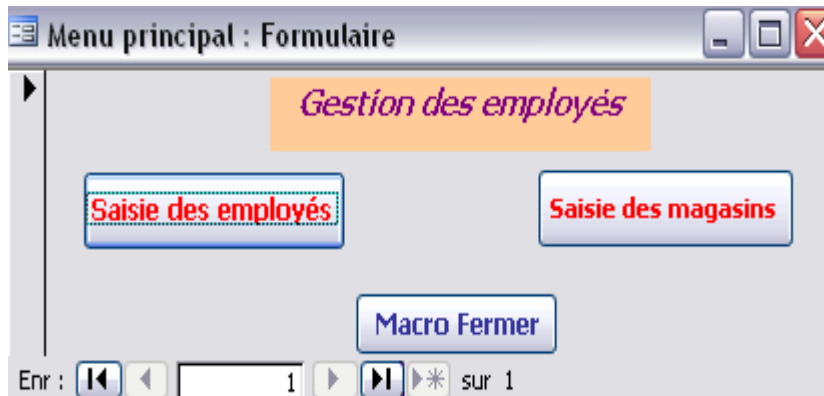 Menu principal : Formulaire
Gestion des employés
Saisie des employés Saisie des magasins
Macro Fermer
Enr : 1 sur 1